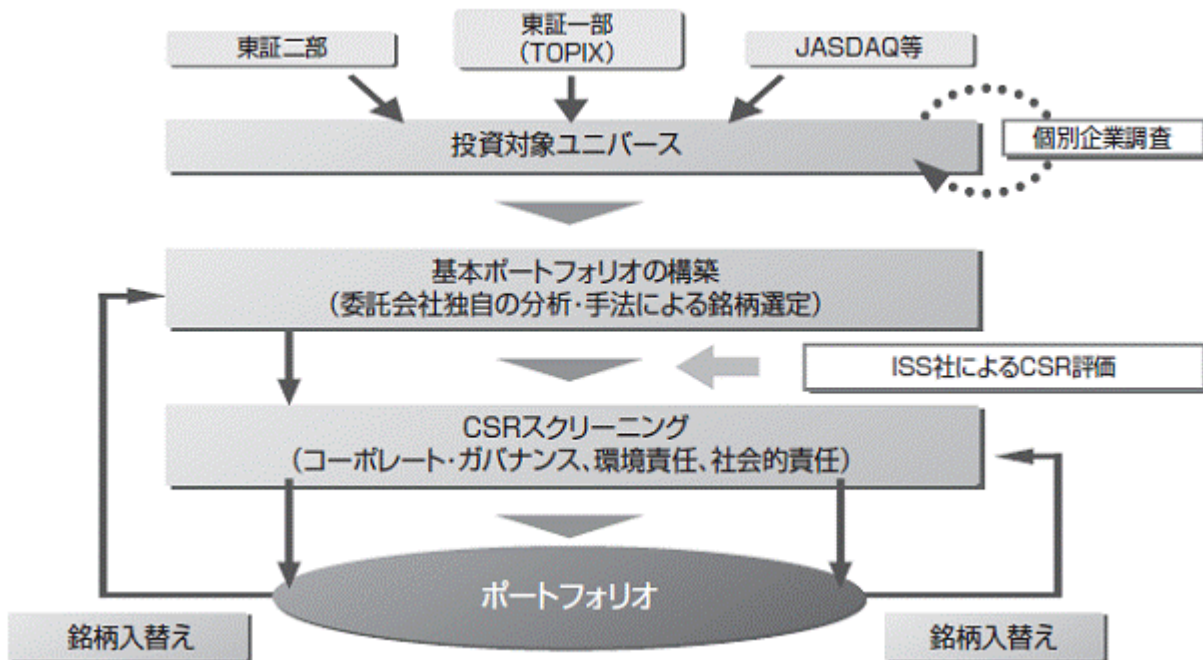 東証二部
東証一部
（TOPIX）
JASDAQ等
投資対象ユニバース
個別企業調査
基本ポートフォリオの構築
（委託会社独自の分析・手法による銘柄選定）
ISS社によるCSR評価
CSRスクリーニング
（コーポレート・ガバナンス、環境責任、社会的責任）
ポートフォリオ
銘柄入替え
銘柄入替え